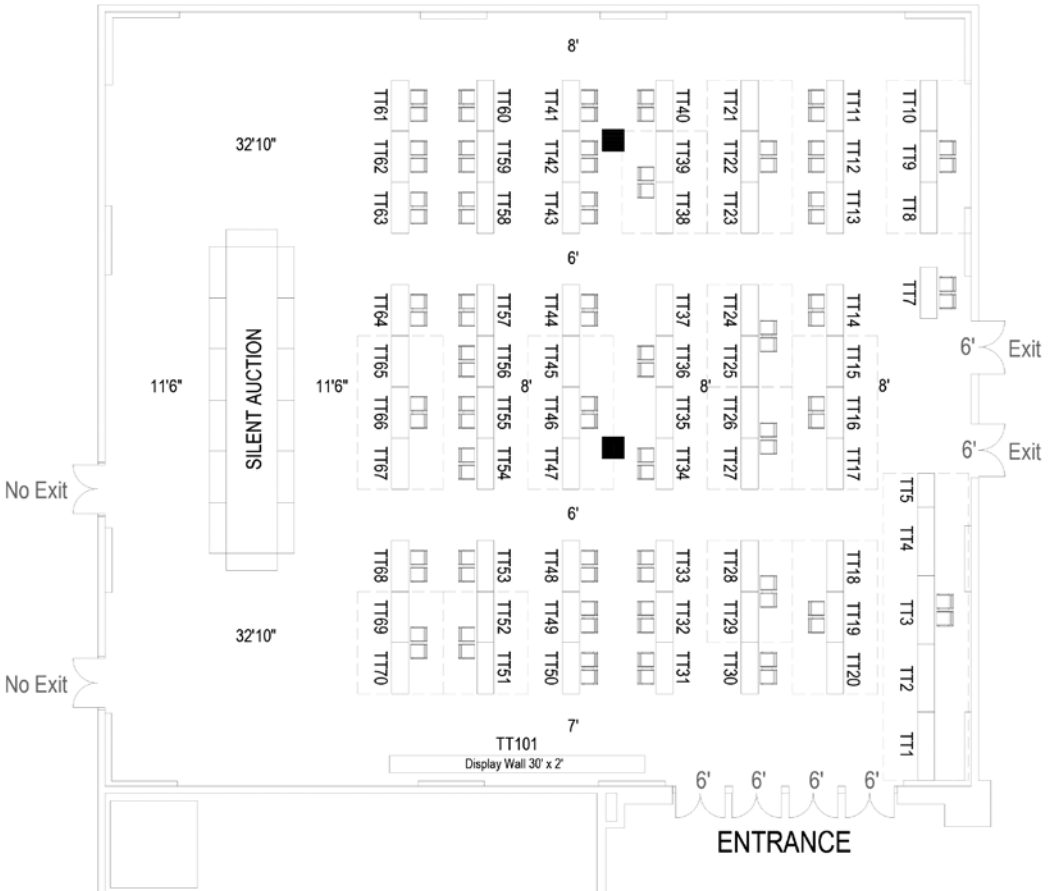 8'
TT61
TT60
TT41
TT40
TT21
TT11
TT10
32'10"
TT62
TT59
TT42
TT39
TT22
TT12
TT9
TT63
TT58
TT43
TT38
TT23
TT13
TT8
6'
TT7
TT64
TT57
TT44
TT37
TT24
TT14
6' Exit
TT65
TT56
TT45
TT36
TT25
TT15
11'6"
SILENT AUCTION
11'6"
8'
8'
8'
TT66
TT55
TT46
TT35
TT26
TT16
6' Exit
TT67
TT54
TT47
TT34
TT27
TT17
No Exit
TT5
6'
TT4
TT68
TT53
TT48
TT33
TT28
TT18
TT69
TT52
TT49
TT32
TT29
TT19
TT3
32'10"
TT70
TT51
TT50
TT31
TT30
TT20
TT2
No Exit
7'
TT1
TT101
Display Wall 30' x 2'
6' 6' 6' 6'
ENTRANCE